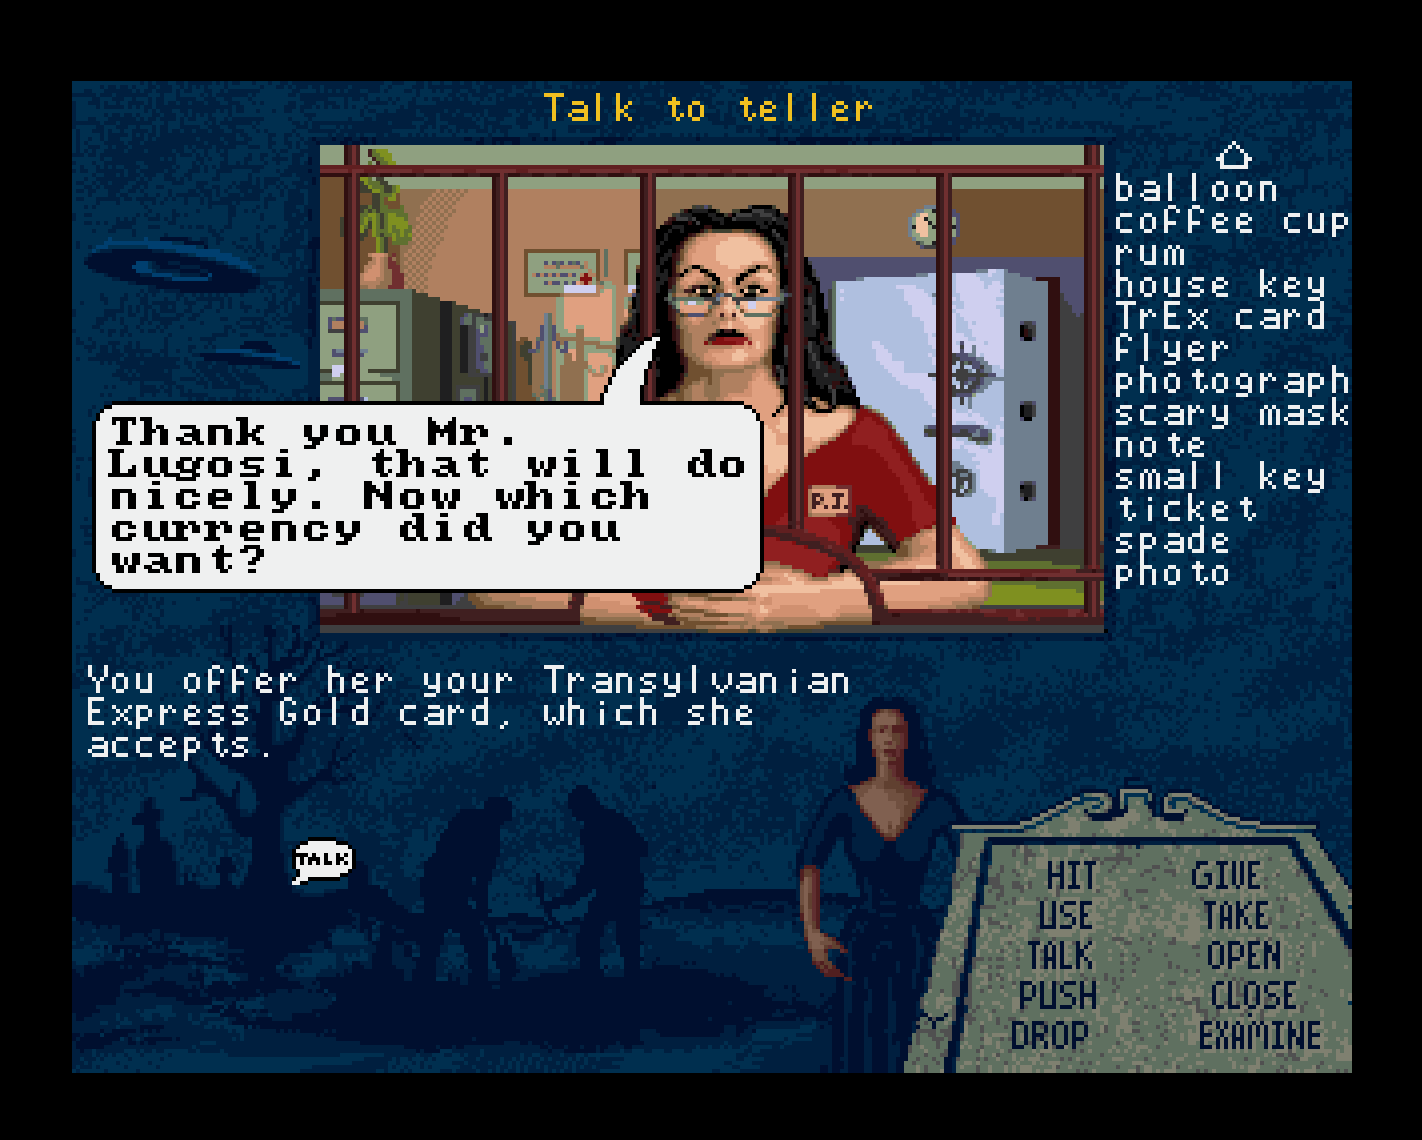 Talk to teller
balloon
coffee cup
rum
house key
TrEx card
flyer
photograph
scary mask
note
small key
ticket
spade
photo
P.J
Thank you Mr.
Lugosi, that will do
nicely. Now which
currency did you
want?
You offer her your Transylvanian
Express Gold card, which she
accepts.
TALK
HIT GIVE
USE TAKE
TALK OPEN
PUSH CLOSE
DROP EXAMINE